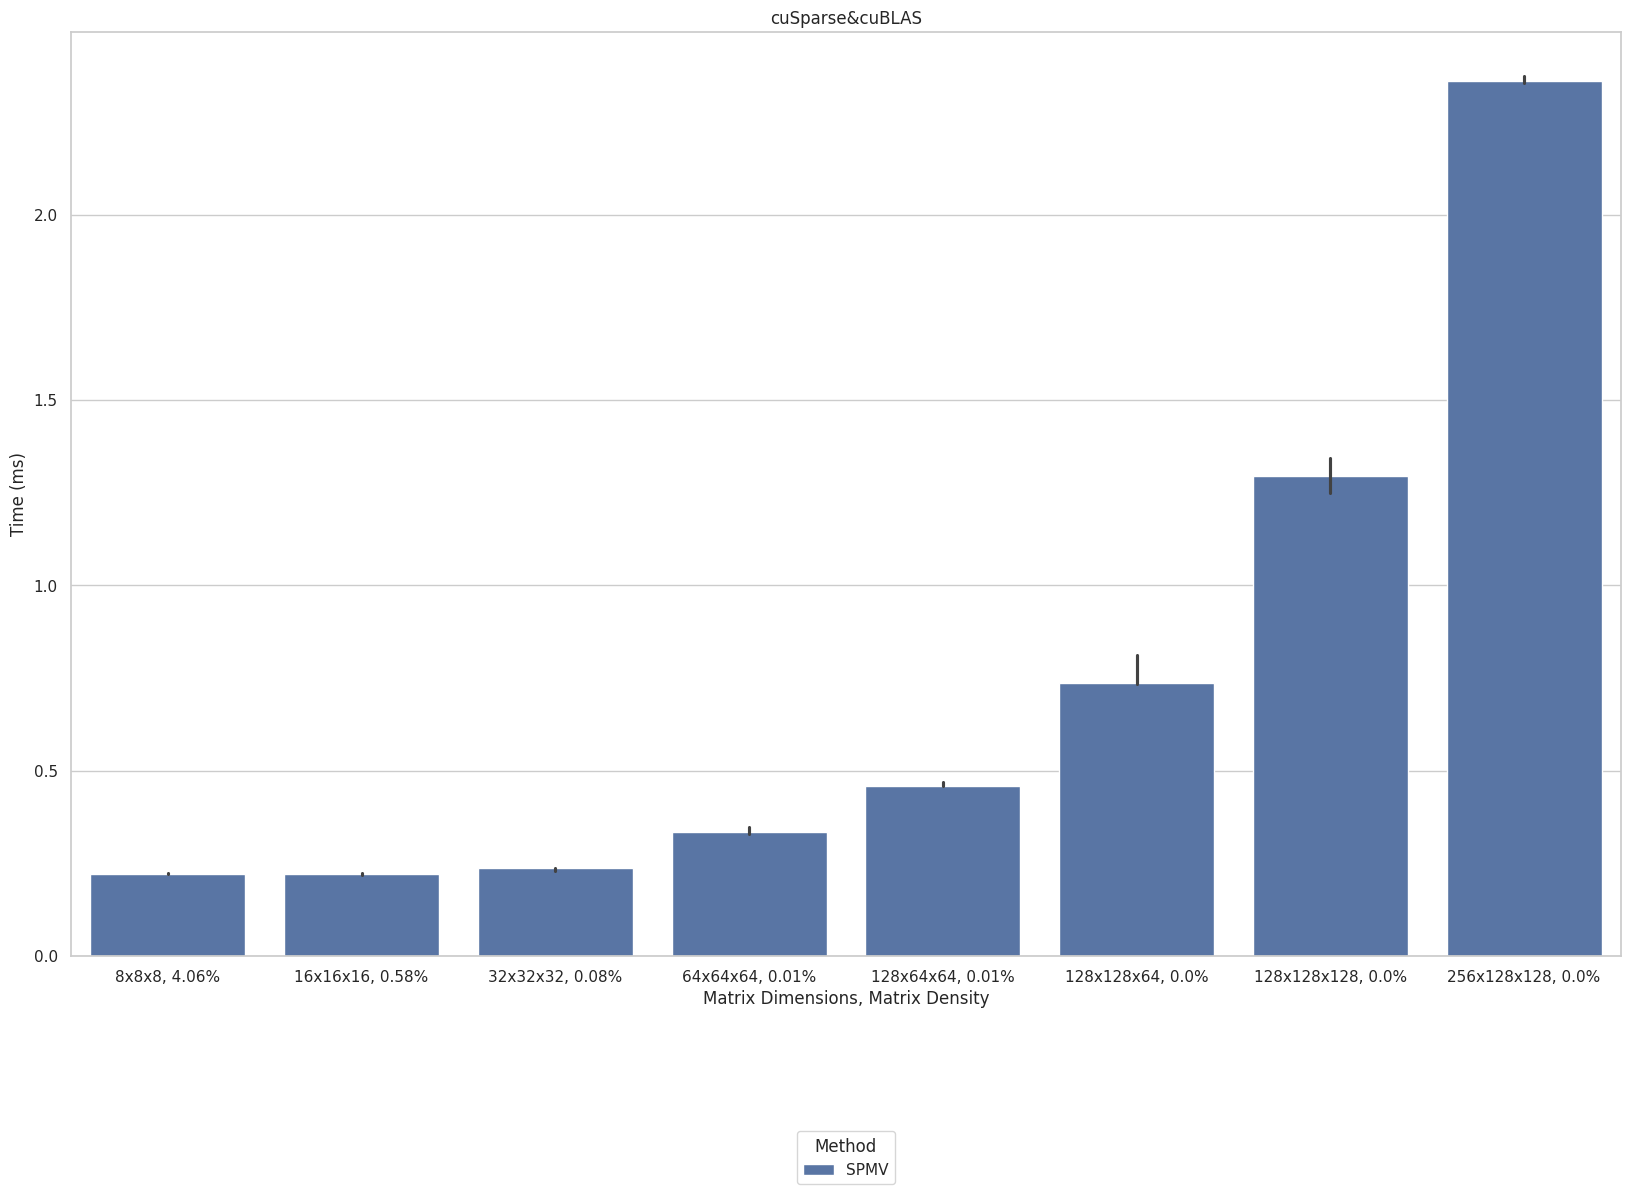 cuSparse&cuBLAS
Time (ms)
2.0
1.5
1.0
0.5
0.0
8x8x8, 4.06%
16x16x16, 0.58%
32x32x32, 0.08%
64x64x64, 0.01%
128x64x64, 0.01%
128x128x64, 0.0%
128x128x128, 0.0%
256x128x128, 0.0%
Matrix Dimensions, Matrix Density
Method
SPMV